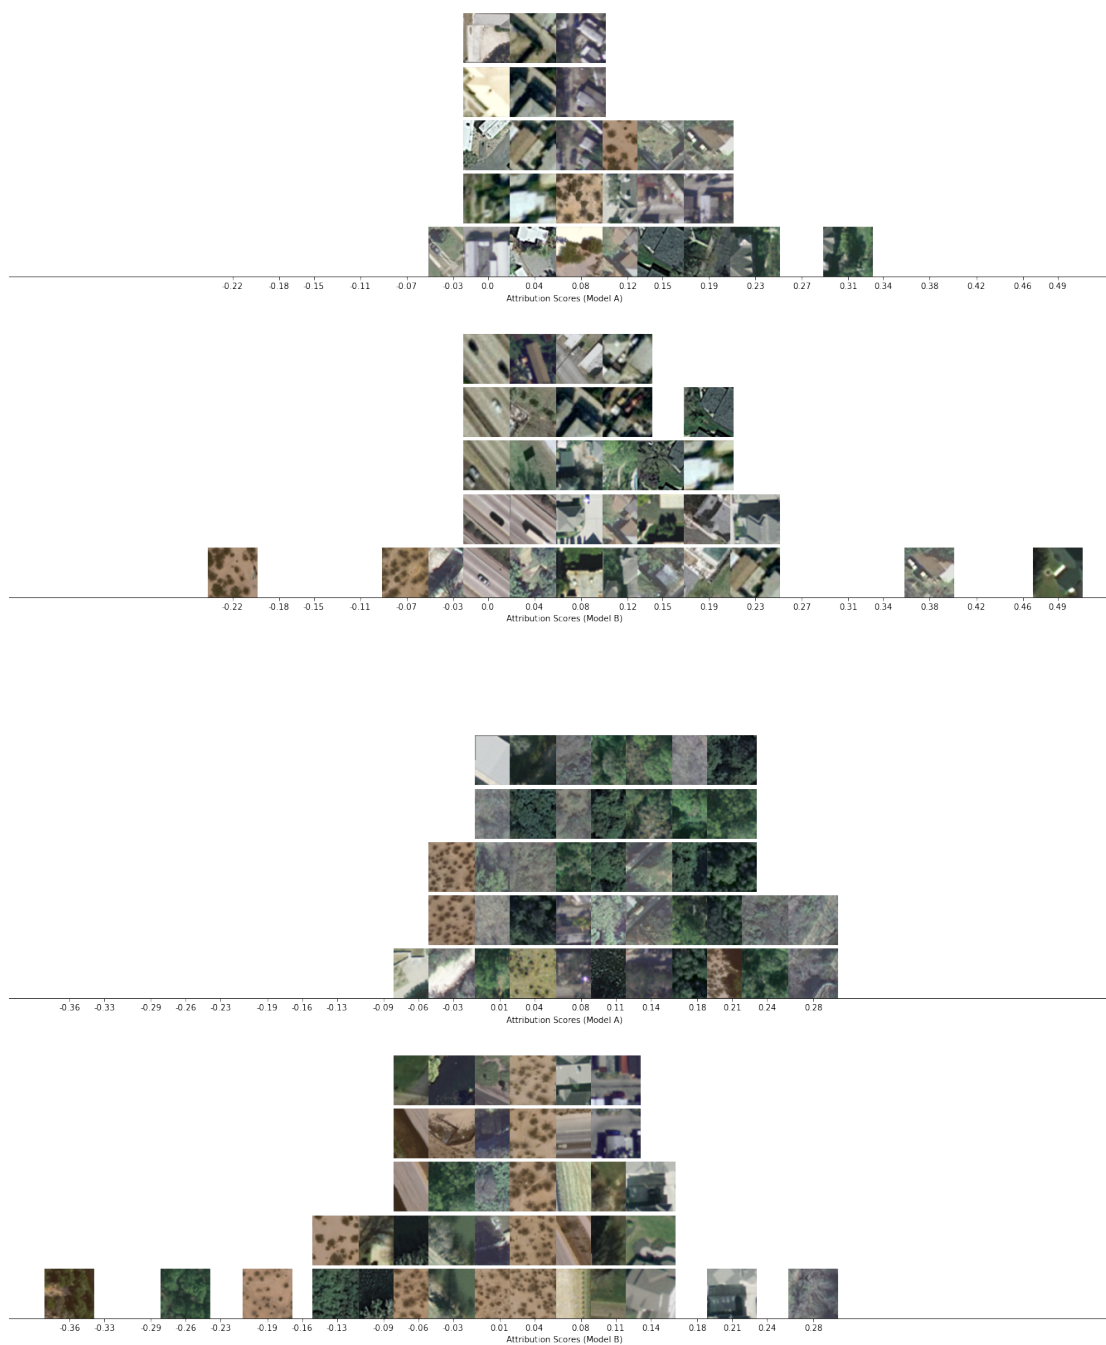 -0.22 -0.18 -0.15 -0.11 -0.07 -0.03 0.0 0.04 0.08 0.12 0.15 0.19 0.23 0.27 0.31 0.34 0.38 0.42 0.46 0.49
Attribution Scores (Model A)
-0.22 -0.18 -0.15 -0.11 -0.07 -0.03 0.0 0.04 0.08 0.12 0.15 0.19 0.23 0.27 0.31 0.34 0.38 0.42 0.46 0.49
Attribution Scores (Model B)
-0.36 -0.33 -0.29 -0.26 -0.23 -0.19 -0.16 -0.13 -0.09 -0.06 -0.03 0.01 0.04 0.08 0.11 0.14 0.18 0.21 0.24 0.28
Attribution Scores (Model A)
-0.36 -0.33 -0.29 -0.26 -0.23 -0.19 -0.16 -0.13 -0.09 -0.06 -0.03 0.01 0.04 0.08 0.11 0.14 0.18 0.21 0.24 0.28
Attribution Scores (Model B)